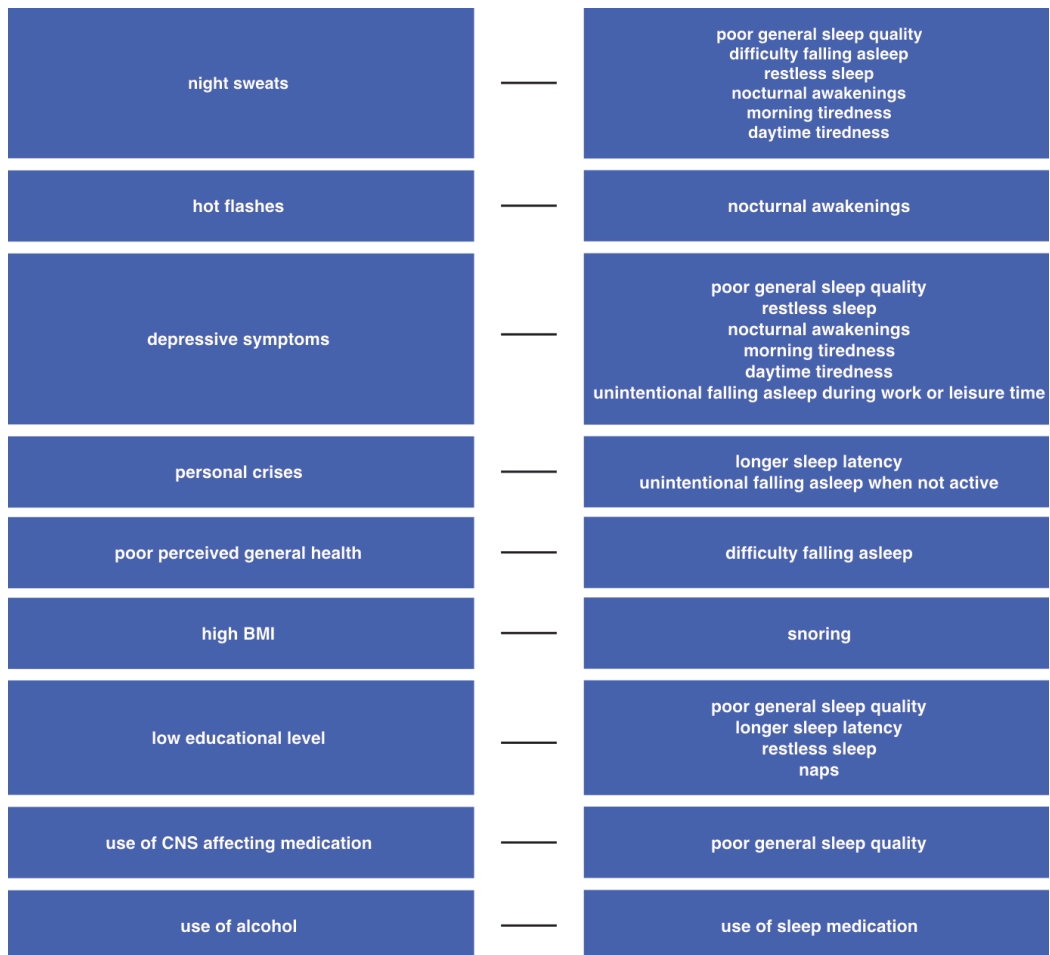 night sweats
poor general sleep quality
difficulty falling asleep
restless sleep
nocturnal awakenings
morning tiredness
daytime tiredness
hot flashes
nocturnal awakenings
depressive symptoms
poor general sleep quality
restless sleep
nocturnal awakenings
morning tiredness
daytime tiredness
unintentional falling asleep during work or leisure time
personal crises
longer sleep latency
unintentional falling asleep when not active
poor perceived general health
difficulty falling asleep
high BMI
snoring
low educational level
poor general sleep quality
longer sleep latency
restless sleep
naps
use of CNS affecting medication
poor general sleep quality
use of alcohol
use of sleep medication